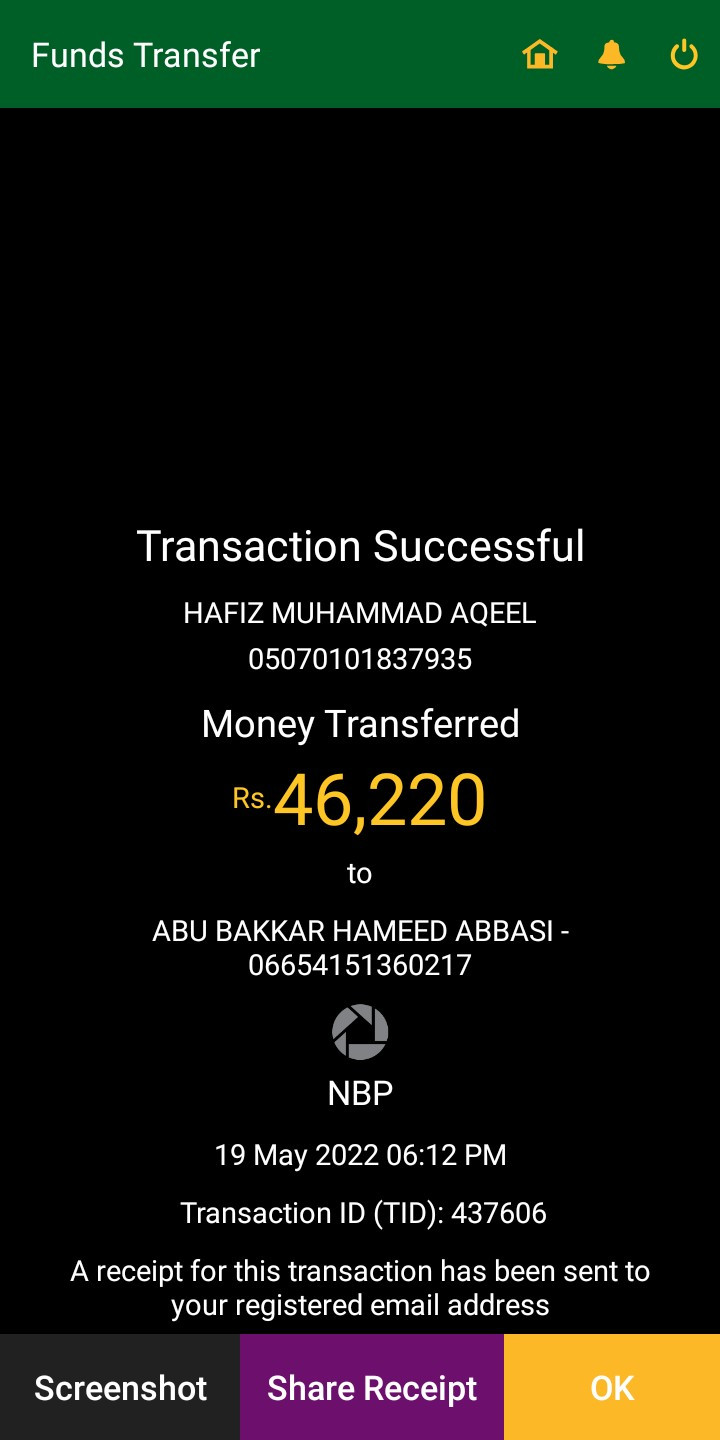 Funds Transfer
Transaction Successful
HAFIZ MUHAMMAD AQEEL
05070101837935
Money Transferred
Rs.46,220
to
ABU BAKKAR HAMEED ABBASI -
06654151360217
NBP
19 May 2022 06:12 PM
Transaction ID (TID): 437606
A receipt for this transaction has been sent to
your registered email address
Screenshot Share Receipt OK